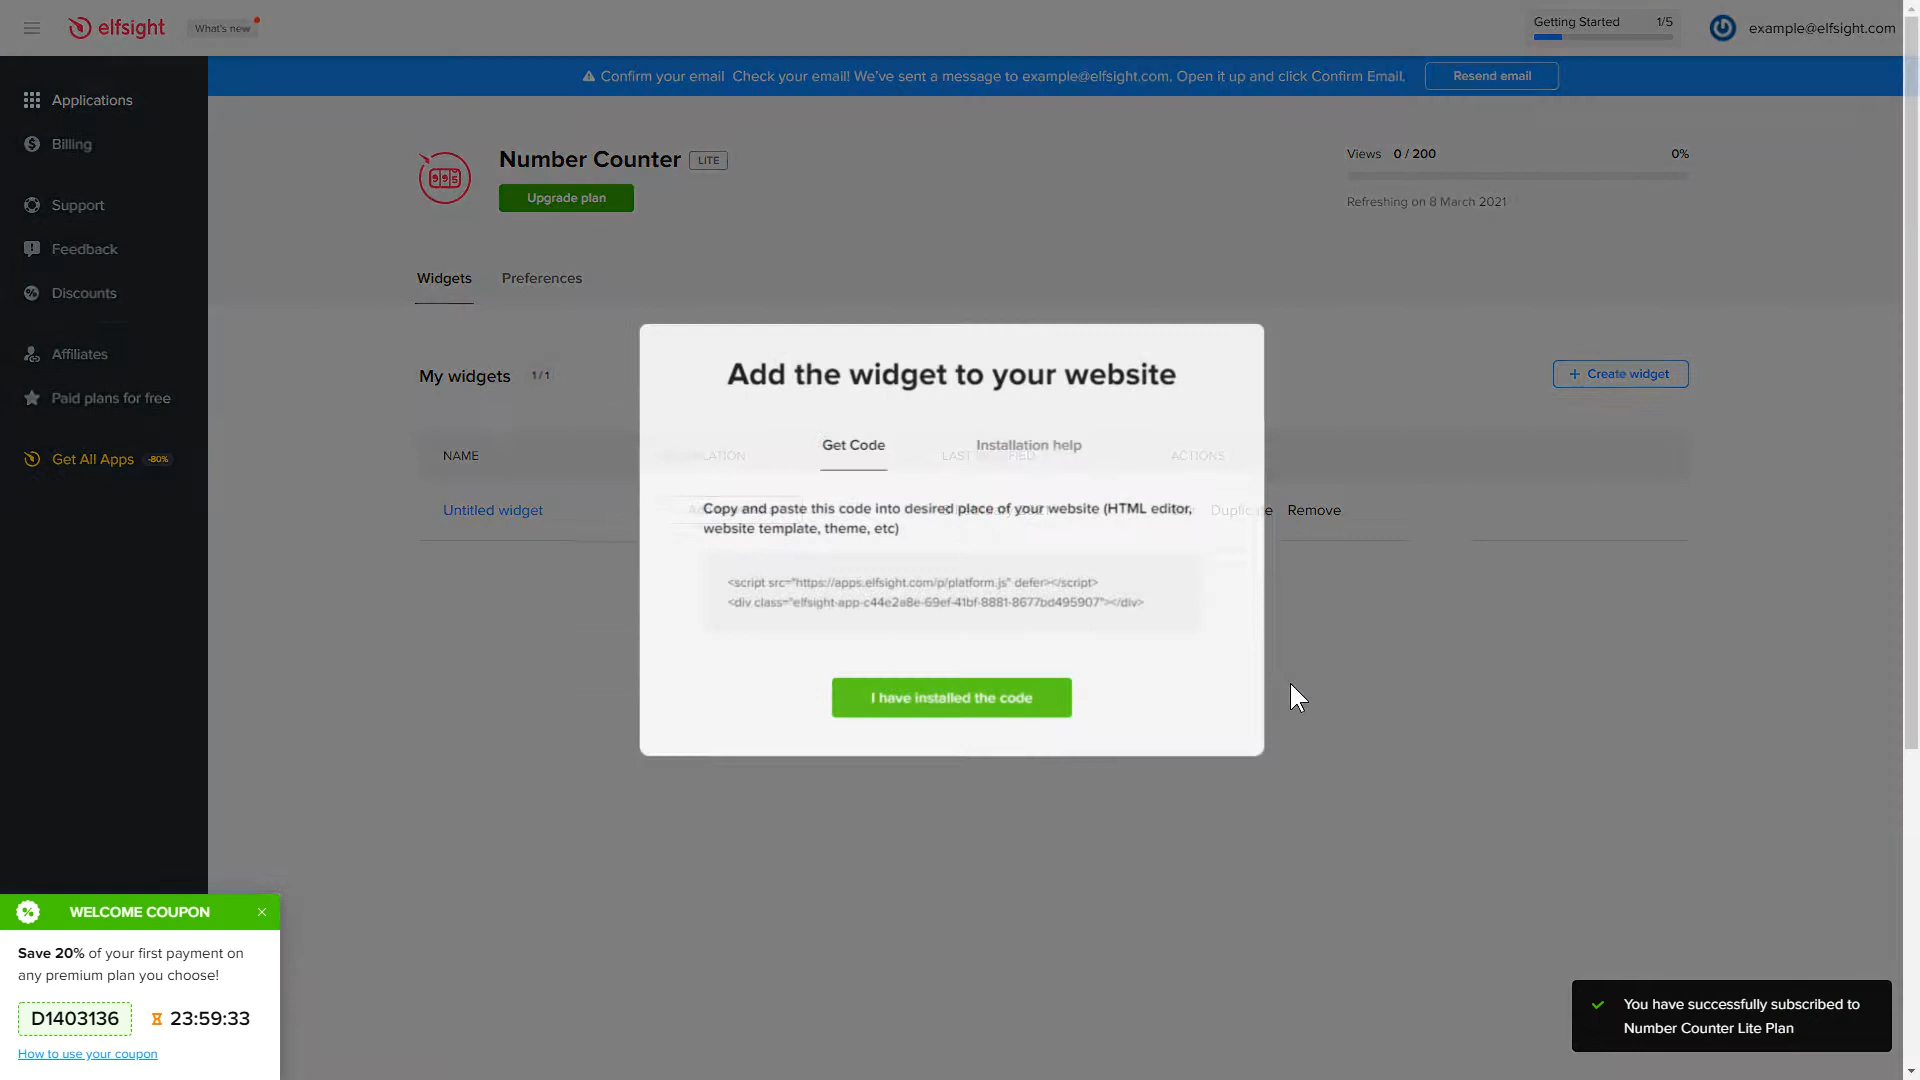 elfsight
What's new
Getting Started 1/5
example@elfsight.com
Confirm your email Check your email! We've sent a message to example@elfsight.com. Open it up and click Confirm Email.
Resend email
Applications
Billing
Support
Feedback
Discounts
Affiliates
Paid plans for free
Get All Apps -80%
Number Counter LITE
Upgrade plan
Views 0 / 200 0%
Refreshing on 8 March 2021
Widgets Preferences
My widgets 1/1
+ Create widget
NAME
ACTIONS
Untitled widget
Remove
Add the widget to your website
Get Code Installation help
Copy and paste this code into desired place of your website (HTML editor,
website template, theme, etc)
<script src="https://apps.elfsight.com/p/platform.js" defer></script>
<div class="elfsight-app-c44e2a8e-69ef-41bf-8881-8677bd495907"></div>
I have installed the code
WELCOME COUPON
Save 20% of your first payment on
any premium plan you choose!
D1403136 23:59:33
How to use your coupon
You have successfully subscribed to
Number Counter Lite Plan